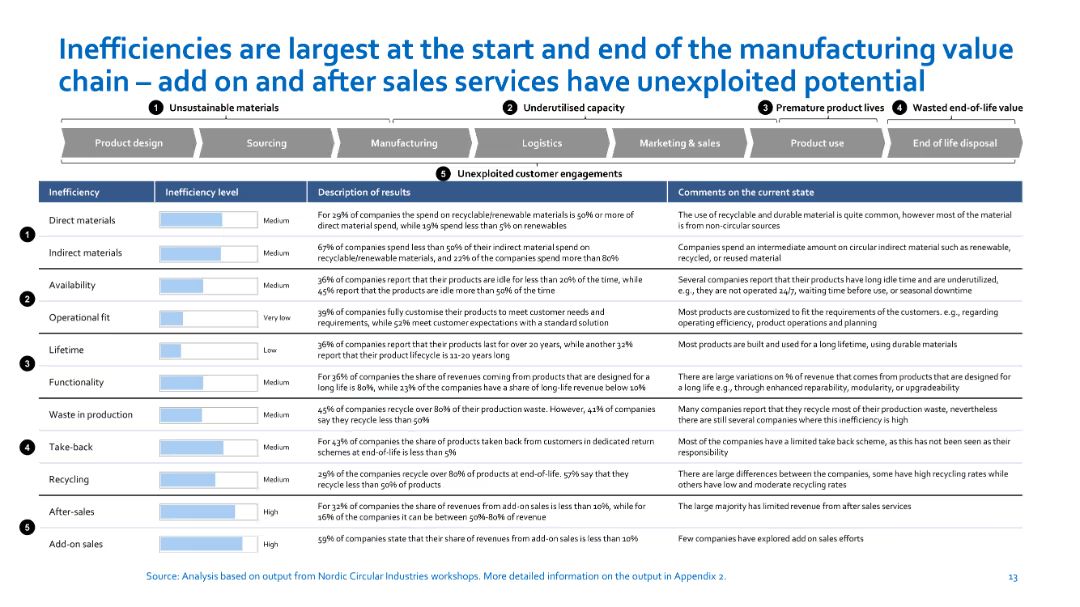 Inefficiencies are largest at the start and end of the manufacturing value
chain – add on and after sales services have unexploited potential
1 Unsustainable materials
2 Underutilised capacity
3 Premature product lives
4 Wasted end-of-life value
Product design
Sourcing
Manufacturing
Logistics
Marketing & sales
Product use
End of life disposal
5 Unexploited customer engagements
Inefficiency
Inefficiency level
Description of results
Comments on the current state
1
Direct materials
Medium
For 29% of companies the spend on recyclable/renewable materials is 50% or more of
direct material spend, while 19% spend less than 5% on renewables
The use of recyclable and durable material is quite common, however most of the material
is from non-circular sources
Indirect materials
Medium
67% of companies spend less than 50% of their indirect material spend on
recyclable/renewable materials, and 22% of the companies spend more than 80%
Companies spend an intermediate amount on circular indirect material such as renewable,
recycled, or reused material
2
Availability
Medium
36% of companies report that their products are idle for less than 20% of the time, while
45% report that the products are idle more than 50% of the time
Several companies report that their products have long idle time and are underutilized,
e.g., they are not operated 24/7, waiting time before use, or seasonal downtime
Operational fit
Very low
39% of companies fully customise their products to meet customer needs and
requirements, while 52% meet customer expectations with a standard solution
Most products are customized to fit the requirements of the customers. e.g., regarding
operating efficiency, product operations and planning
3
Lifetime
Low
36% of companies report that their products last for over 20 years, while another 32%
report that their product lifecycle is 11-20 years long
Most products are built and used for a long lifetime, using durable materials
Functionality
Medium
For 36% of companies the share of revenues coming from products that are designed for a
long life is 80%, while 23% of the companies have a share of long-life revenue below 10%
There are large variations on % of revenue that comes from products that are designed for
a long life e.g., through enhanced reparability, modularity, or upgradeability
4
Waste in production
Medium
45% of companies recycle over 80% of their production waste. However, 41% of companies
say they recycle less than 50%
Many companies report that they recycle most of their production waste, nevertheless
there are still several companies where this inefficiency is high
Take-back
Medium
For 43% of companies the share of products taken back from customers in dedicated return
schemes at end-of-life is less than 5%
Most of the companies have a limited take back scheme, as this has not been seen as their
responsibility
Recycling
Medium
29% of the companies recycle over 80% of products at end-of-life. 57% say that they
recycle less than 50% of products
There are large differences between the companies, some have high recycling rates while
others have low and moderate recycling rates
5
After-sales
High
For 32% of companies the share of revenues from add-on sales is less than 10%, while for
16% of the companies it can be between 50%-80% of revenue
The large majority has limited revenue from after sales services
Add-on sales
High
59% of companies state that their share of revenues from add-on sales is less than 10%
Few companies have explored add on sales efforts
Source: Analysis based on output from Nordic Circular Industries workshops. More detailed information on the output in Appendix 2.
13